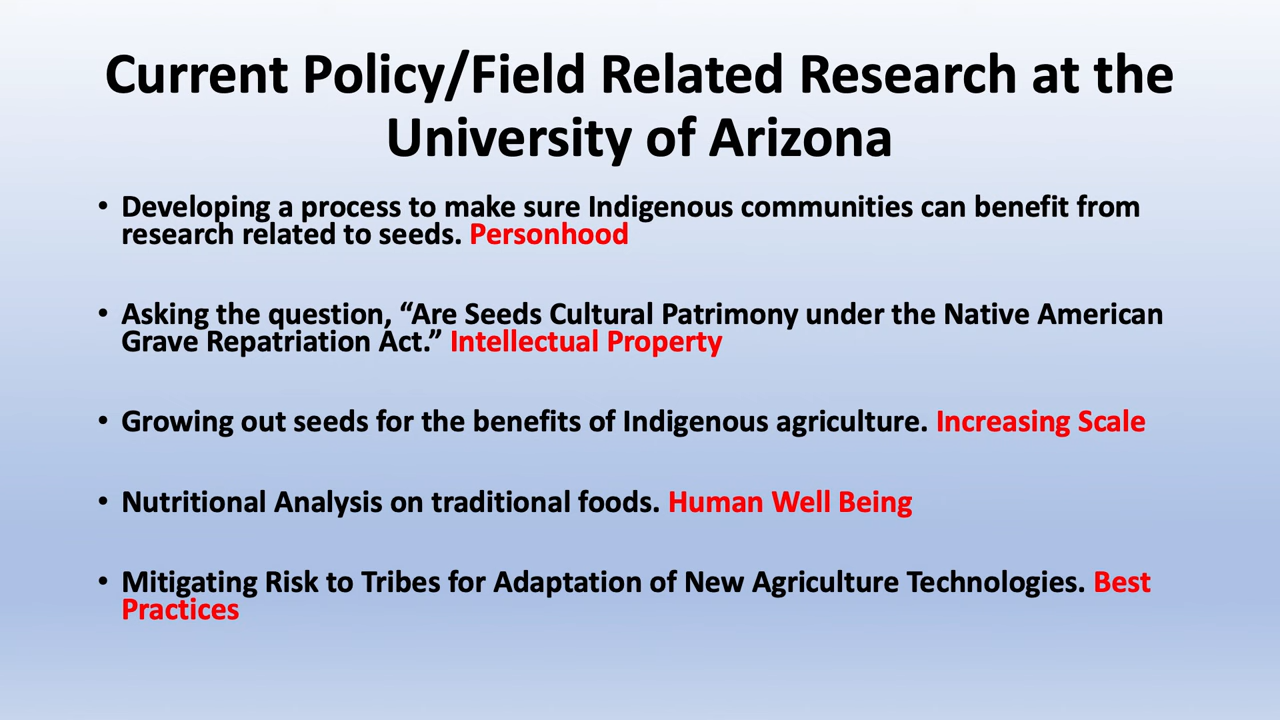 Current Policy/Field Related Research at the
University of Arizona
• Developing a process to make sure Indigenous communities can benefit from
research related to seeds. Personhood
• Asking the question, “Are Seeds Cultural Patrimony under the Native American
Grave Repatriation Act.” Intellectual Property
• Growing out seeds for the benefits of Indigenous agriculture. Increasing Scale
• Nutritional Analysis on traditional foods. Human Well Being
• Mitigating Risk to Tribes for Adaptation of New Agriculture Technologies. Best
Practices